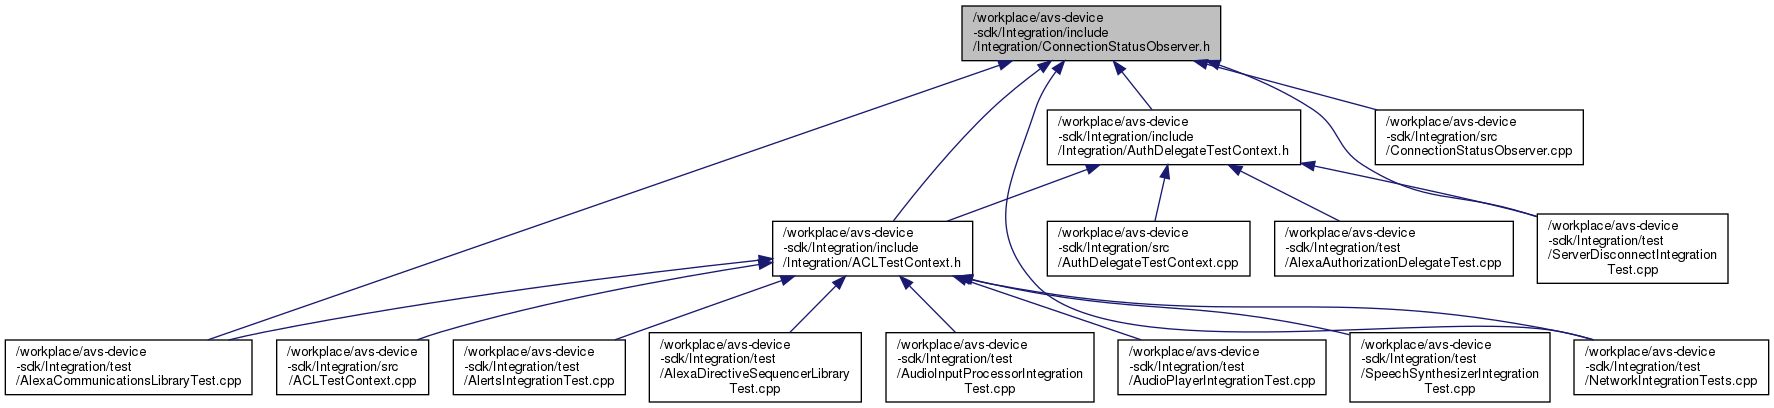 /workplace/avs-device
-sdk/Integration/include
/Integration/ConnectionStatusObserver.h
/workplace/avs-device
-sdk/Integration/include
/Integration/AuthDelegateTestContext.h
/workplace/avs-device
-sdk/Integration/src
/ConnectionStatusObserver.cpp
/workplace/avs-device
-sdk/Integration/include
/Integration/ACLTestContext.h
/workplace/avs-device
-sdk/Integration/src
/AuthDelegateTestContext.cpp
/workplace/avs-device
-sdk/Integration/test
/AlexaAuthorizationDelegateTest.cpp
/workplace/avs-device
-sdk/Integration/test
/ServerDisconnectIntegration
Test.cpp
/workplace/avs-device
-sdk/Integration/test
/AlexaCommunicationsLibraryTest.cpp
/workplace/avs-device
-sdk/Integration/src
/ACLTestContext.cpp
/workplace/avs-device
-sdk/Integration/test
/AlertsIntegrationTest.cpp
/workplace/avs-device
-sdk/Integration/test
/AlexaDirectiveSequencerLibrary
Test.cpp
/workplace/avs-device
-sdk/Integration/test
/AudioInputProcessorIntegration
Test.cpp
/workplace/avs-device
-sdk/Integration/test
/AudioPlayerIntegrationTest.cpp
/workplace/avs-device
-sdk/Integration/test
/SpeechSynthesizerIntegration
Test.cpp
/workplace/avs-device
-sdk/Integration/test
/NetworkIntegrationTests.cpp